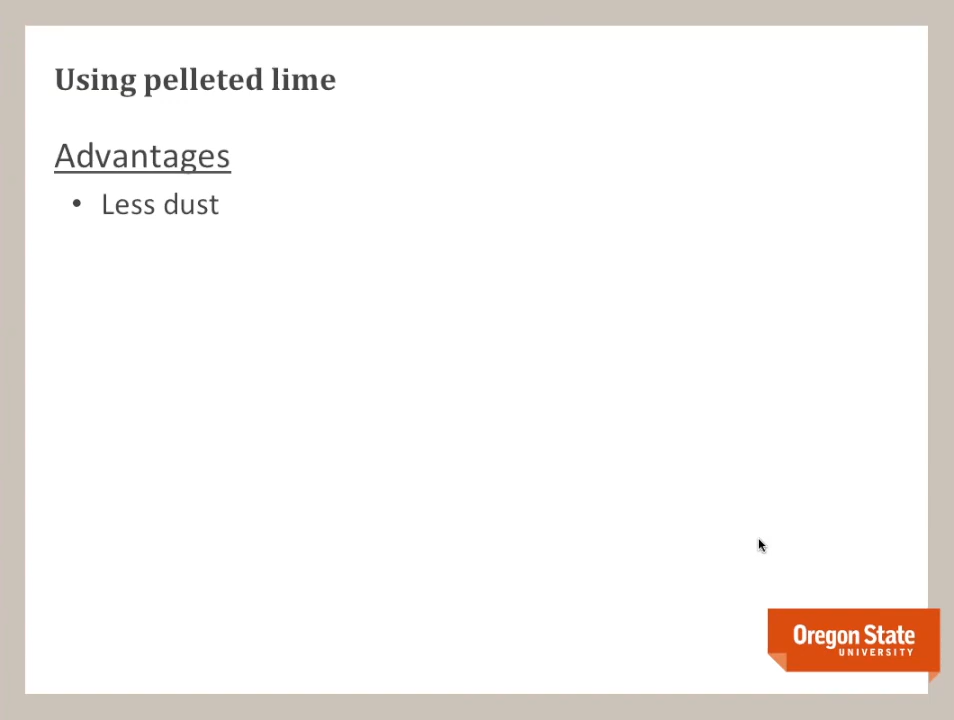 Using pelleted lime
Advantages
• Less dust
Oregon State
UNIVERSITY